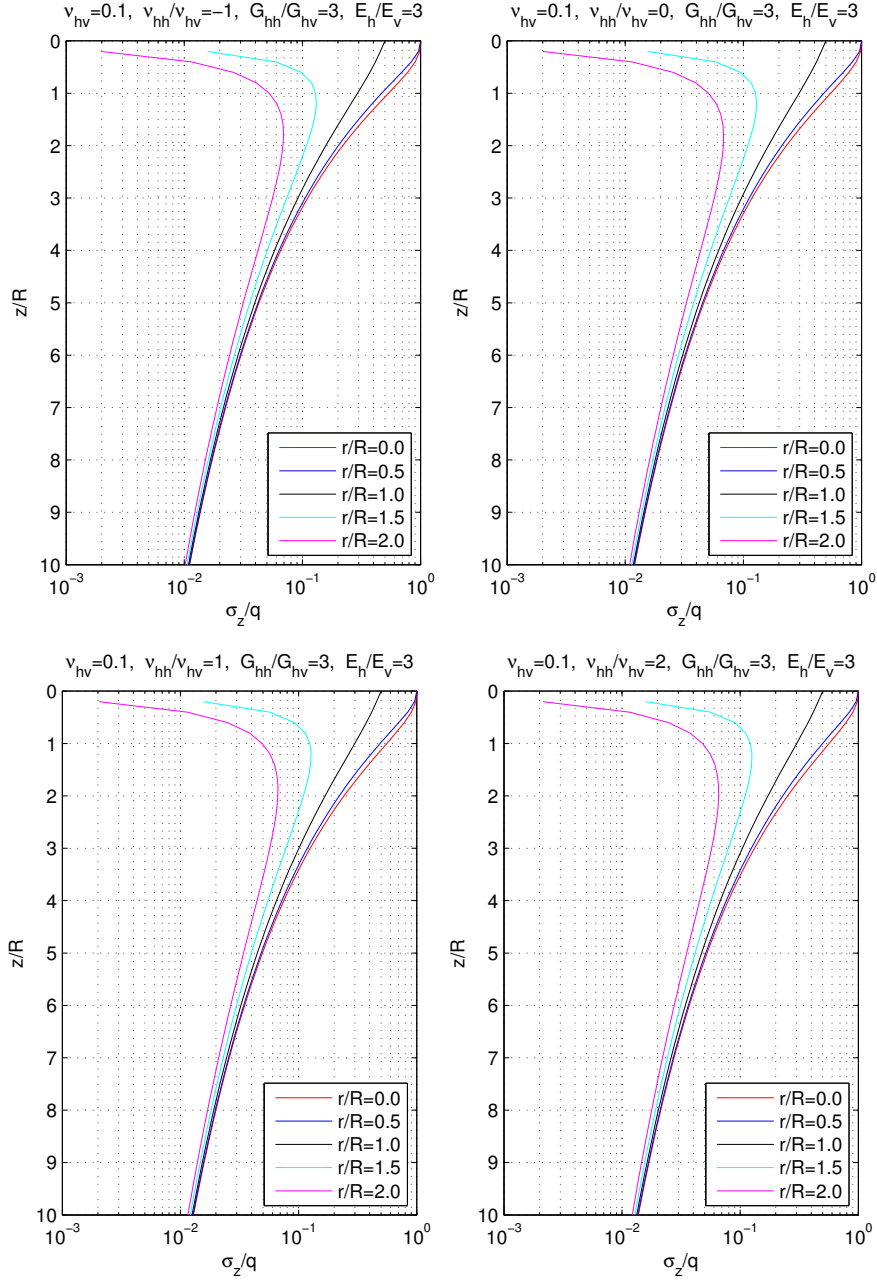 ν_hv=0.1, ν_hh/ν_hv=−1, G_hh/G_hv=3, E_h/E_v=3
0
1
2
3
4
5
6
7
8
9
10
z/R
r/R=0.0
r/R=0.5
r/R=1.0
r/R=1.5
r/R=2.0
10^−3
10^−2
10^−1
10^0
σ_z/q
ν_hv=0.1, ν_hh/ν_hv=0, G_hh/G_hv=3, E_h/E_v=3
0
1
2
3
4
5
6
7
8
9
10
z/R
r/R=0.0
r/R=0.5
r/R=1.0
r/R=1.5
r/R=2.0
10^−3
10^−2
10^−1
10^0
σ_z/q
ν_hv=0.1, ν_hh/ν_hv=1, G_hh/G_hv=3, E_h/E_v=3
0
1
2
3
4
5
6
7
8
9
10
z/R
r/R=0.0
r/R=0.5
r/R=1.0
r/R=1.5
r/R=2.0
10^−3
10^−2
10^−1
10^0
σ_z/q
ν_hv=0.1, ν_hh/ν_hv=2, G_hh/G_hv=3, E_h/E_v=3
0
1
2
3
4
5
6
7
8
9
10
z/R
r/R=0.0
r/R=0.5
r/R=1.0
r/R=1.5
r/R=2.0
10^−3
10^−2
10^−1
10^0
σ_z/q